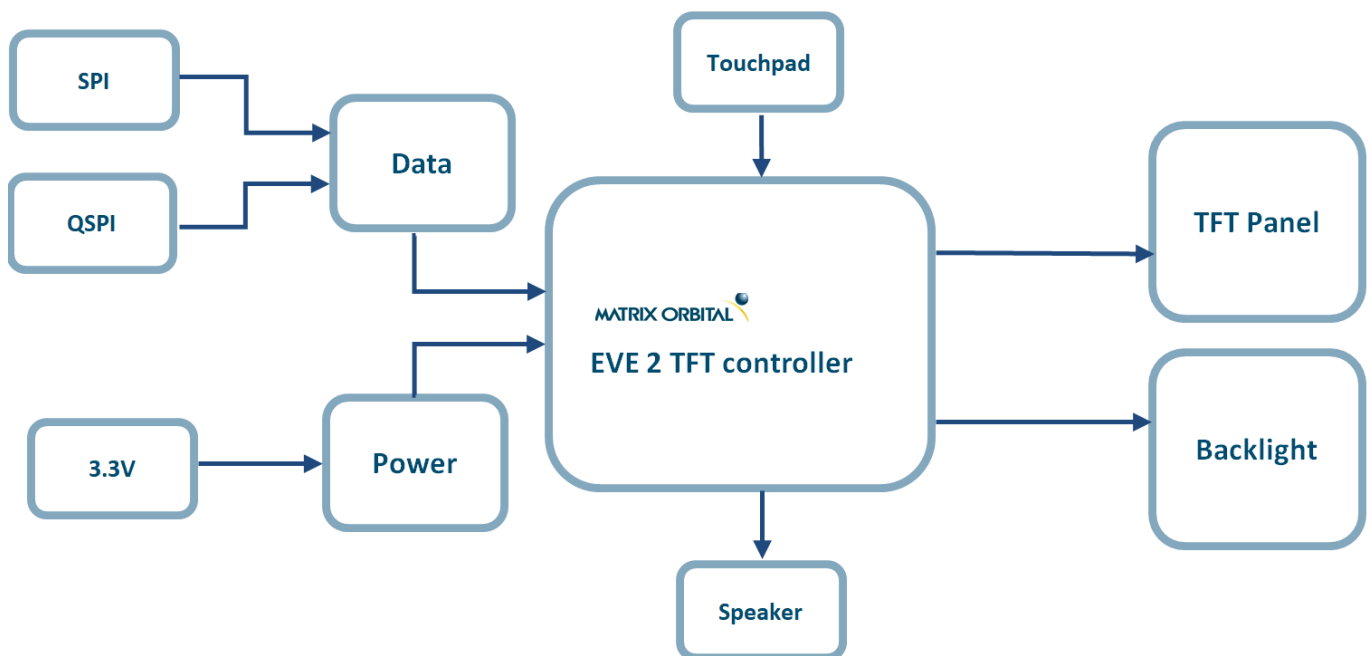 SPI
QSPI
Data
3.3V
Power
Touchpad
MATRIX ORBITAL
EVE 2 TFT controller
Speaker
TFT Panel
Backlight